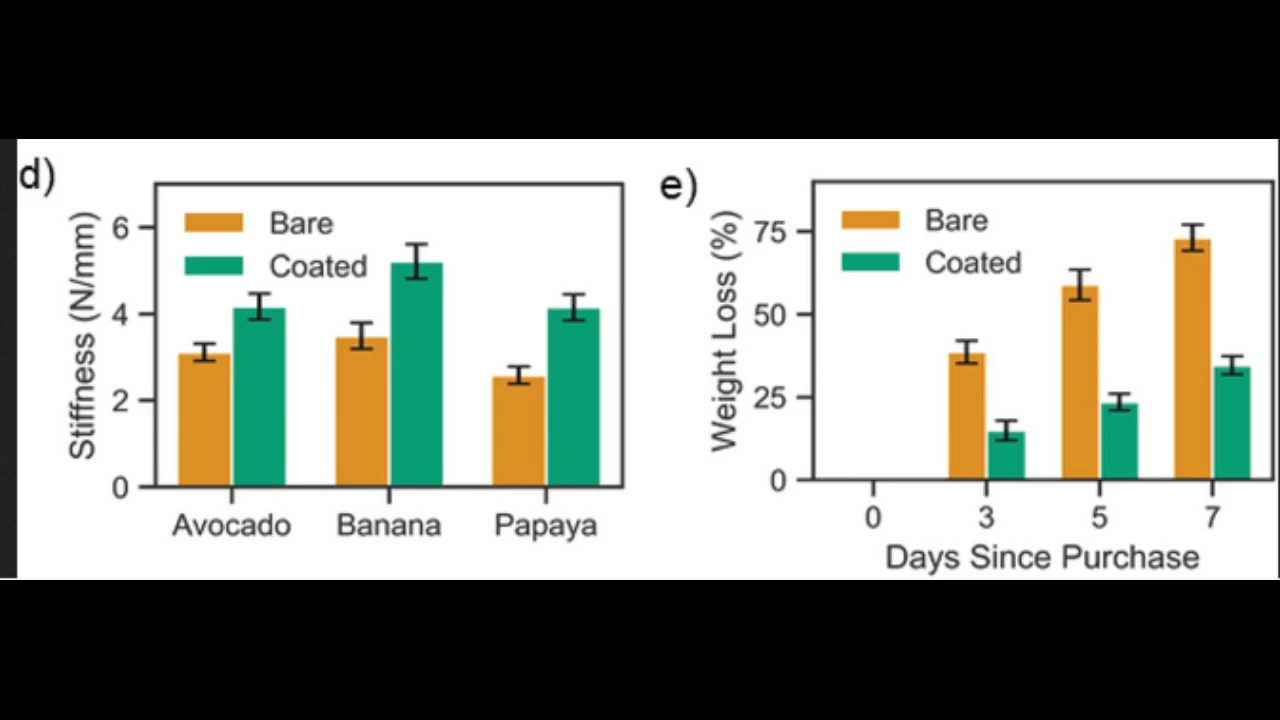 d)
Stiffness (N/mm)
6
4
2
0
Bare
Coated
Avocado Banana Papaya
e)
Weight Loss (%)
75
50
25
0
Bare
Coated
0 3 5 7
Days Since Purchase